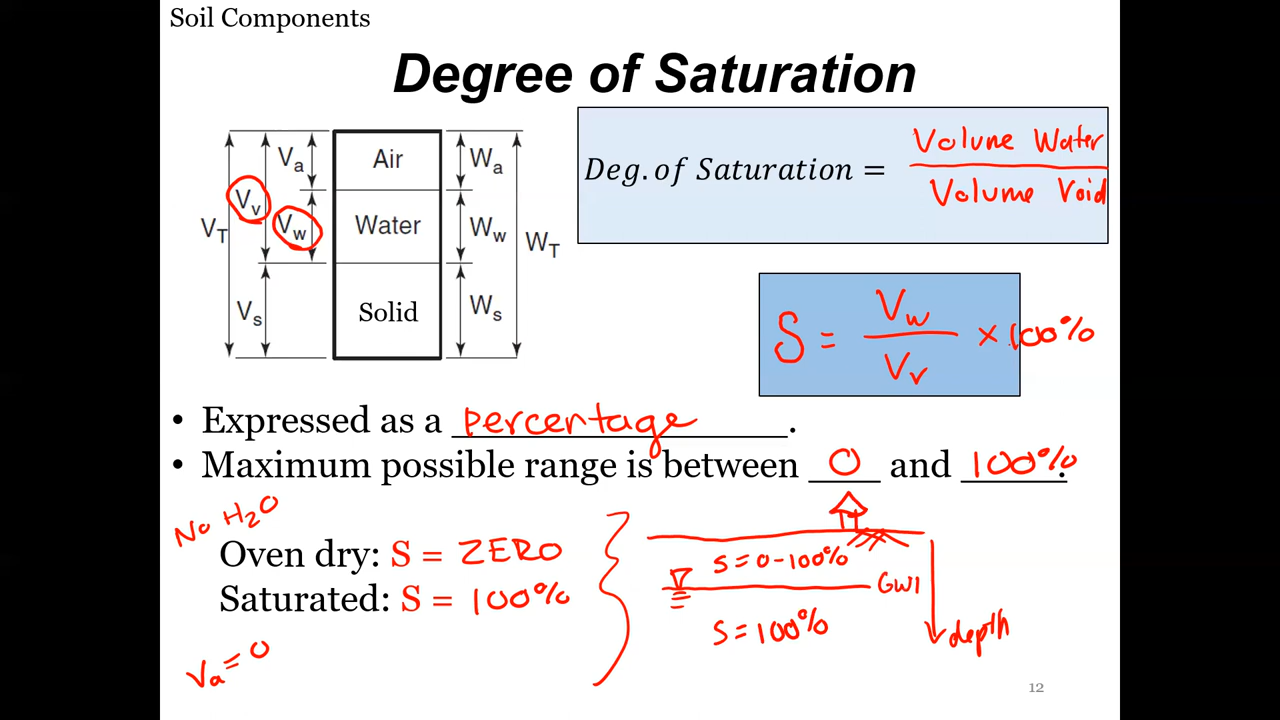 Soil Components
Degree of Saturation
Deg. of Saturation = Volune Water
Volume Void
Va
Air
Wa
Vv
Vw
Water
Ww
VT
WT
Vs
Solid
Ws
S = Vw
Vv
× 100%
• Expressed as a percentage.
• Maximum possible range is between 0 and 100%.
No H2O
Oven dry: S = ZERO
Saturated: S = 100%
Va = 0
S = 0-100%
S = 100%
depth
12